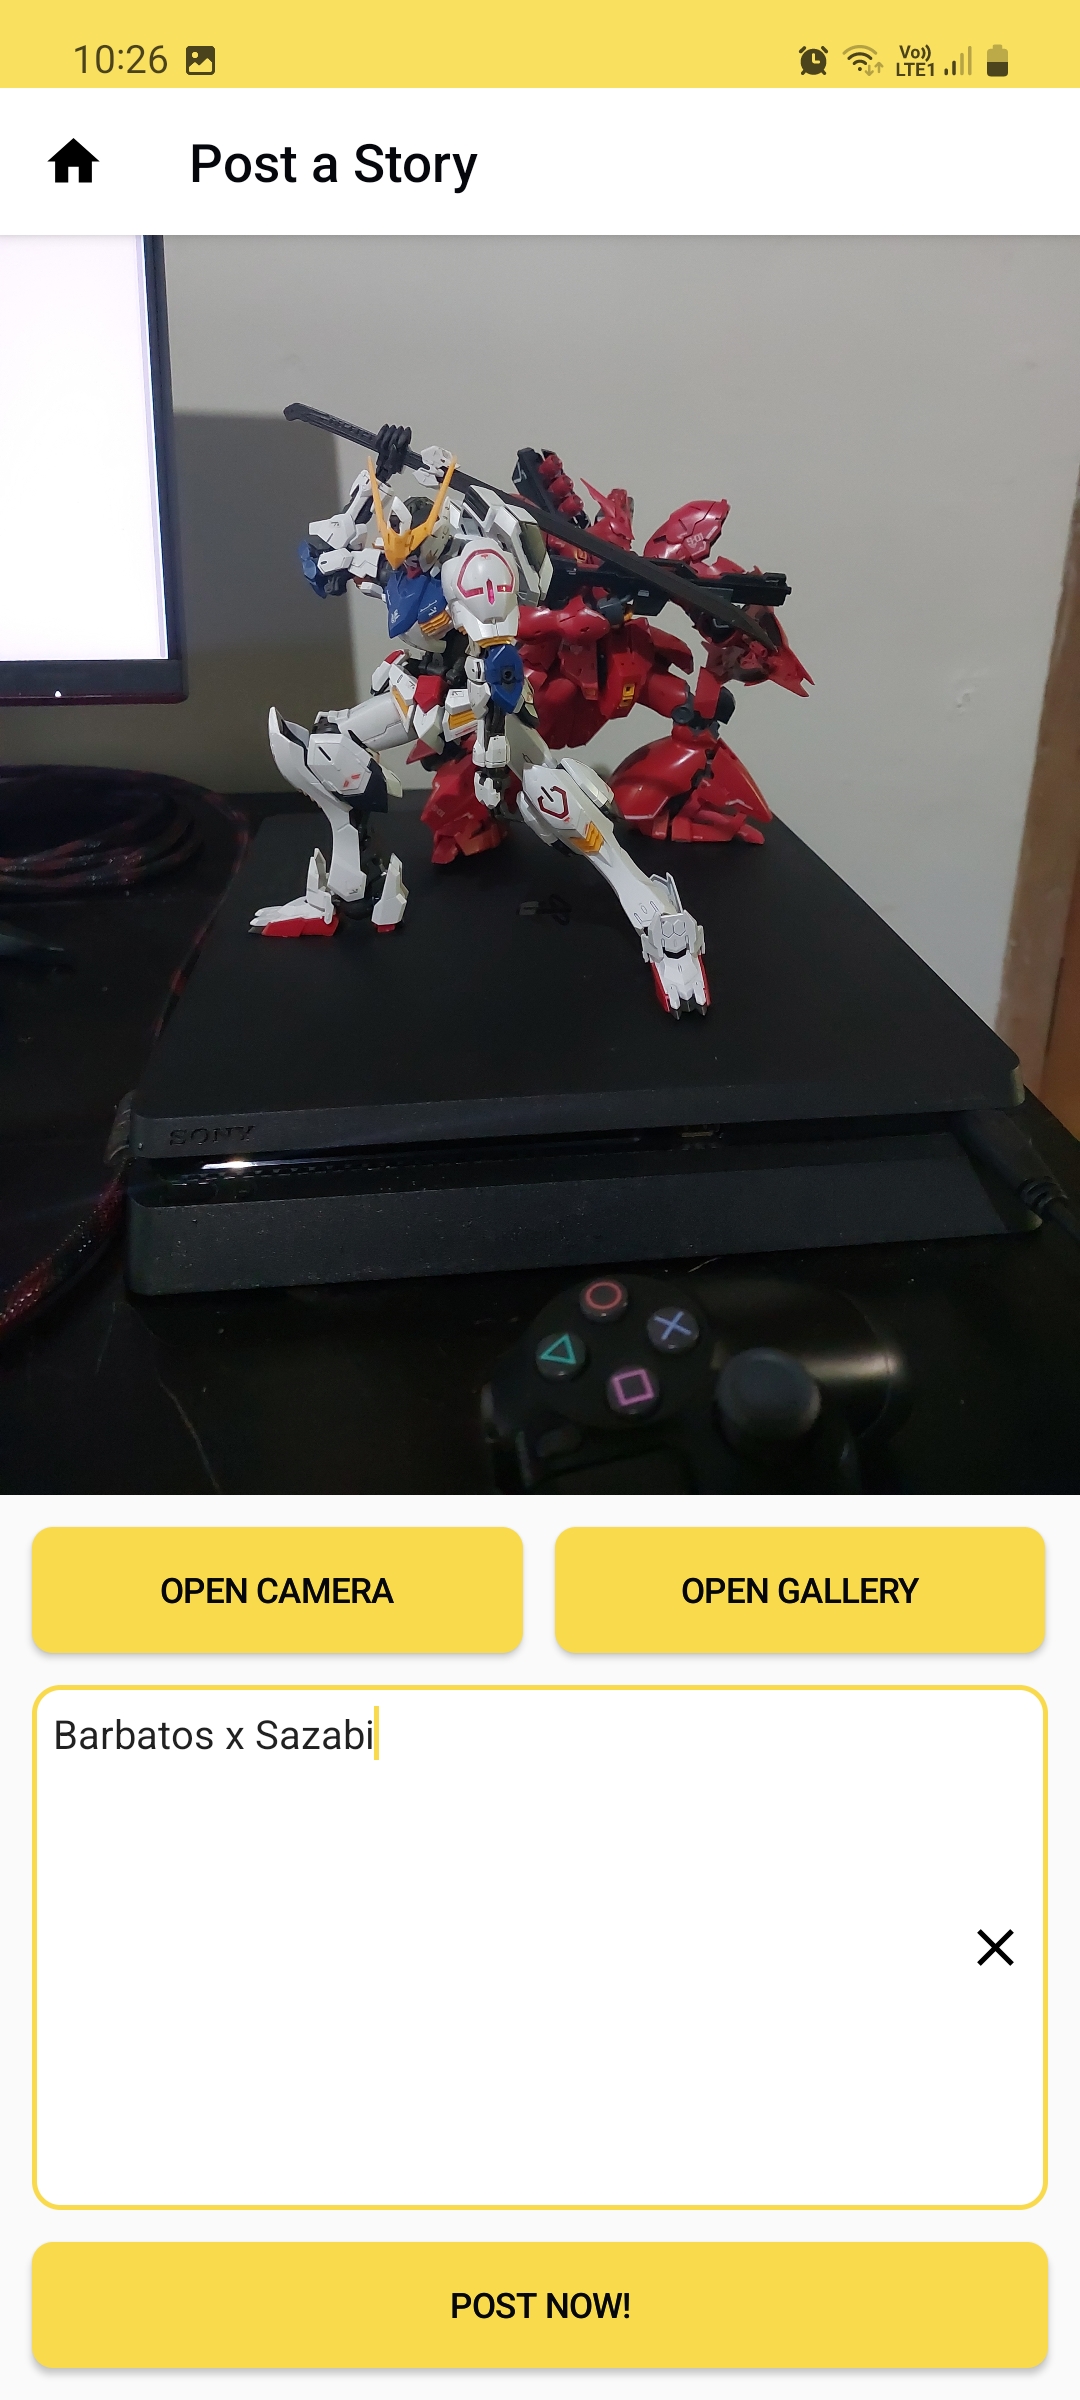 10:26
Vo))
LTE1
Post a Story
SONY
OPEN CAMERA
OPEN GALLERY
Barbatos x Sazabi
POST NOW!